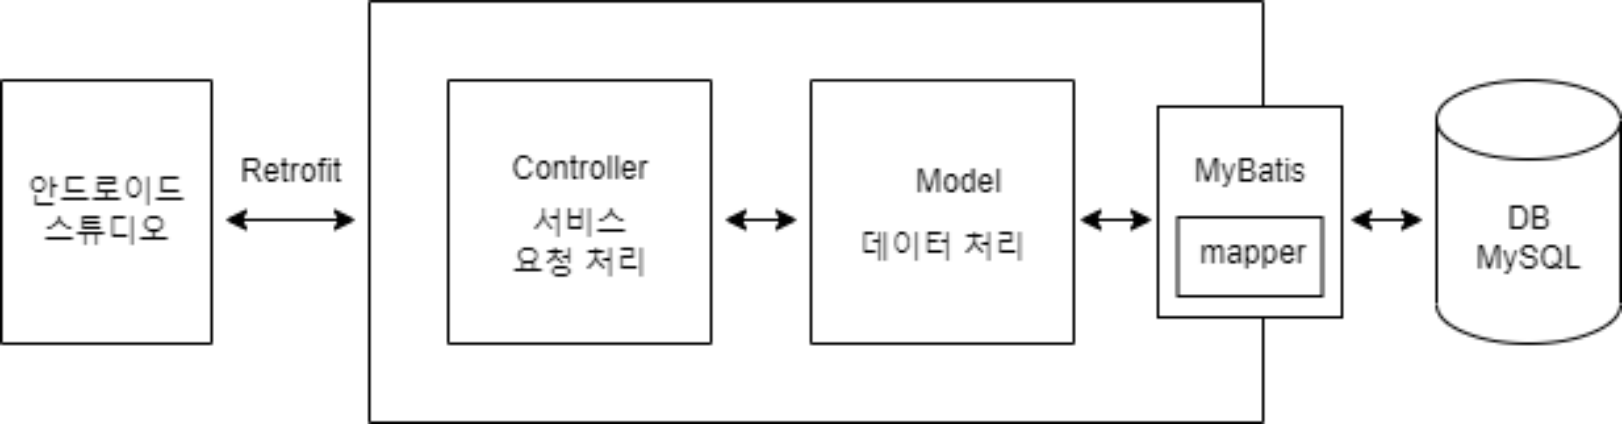 안드로이드
스튜디오
Retrofit
Controller
서비스
요청 처리
Model
데이터 처리
MyBatis
mapper
DB
MySQL